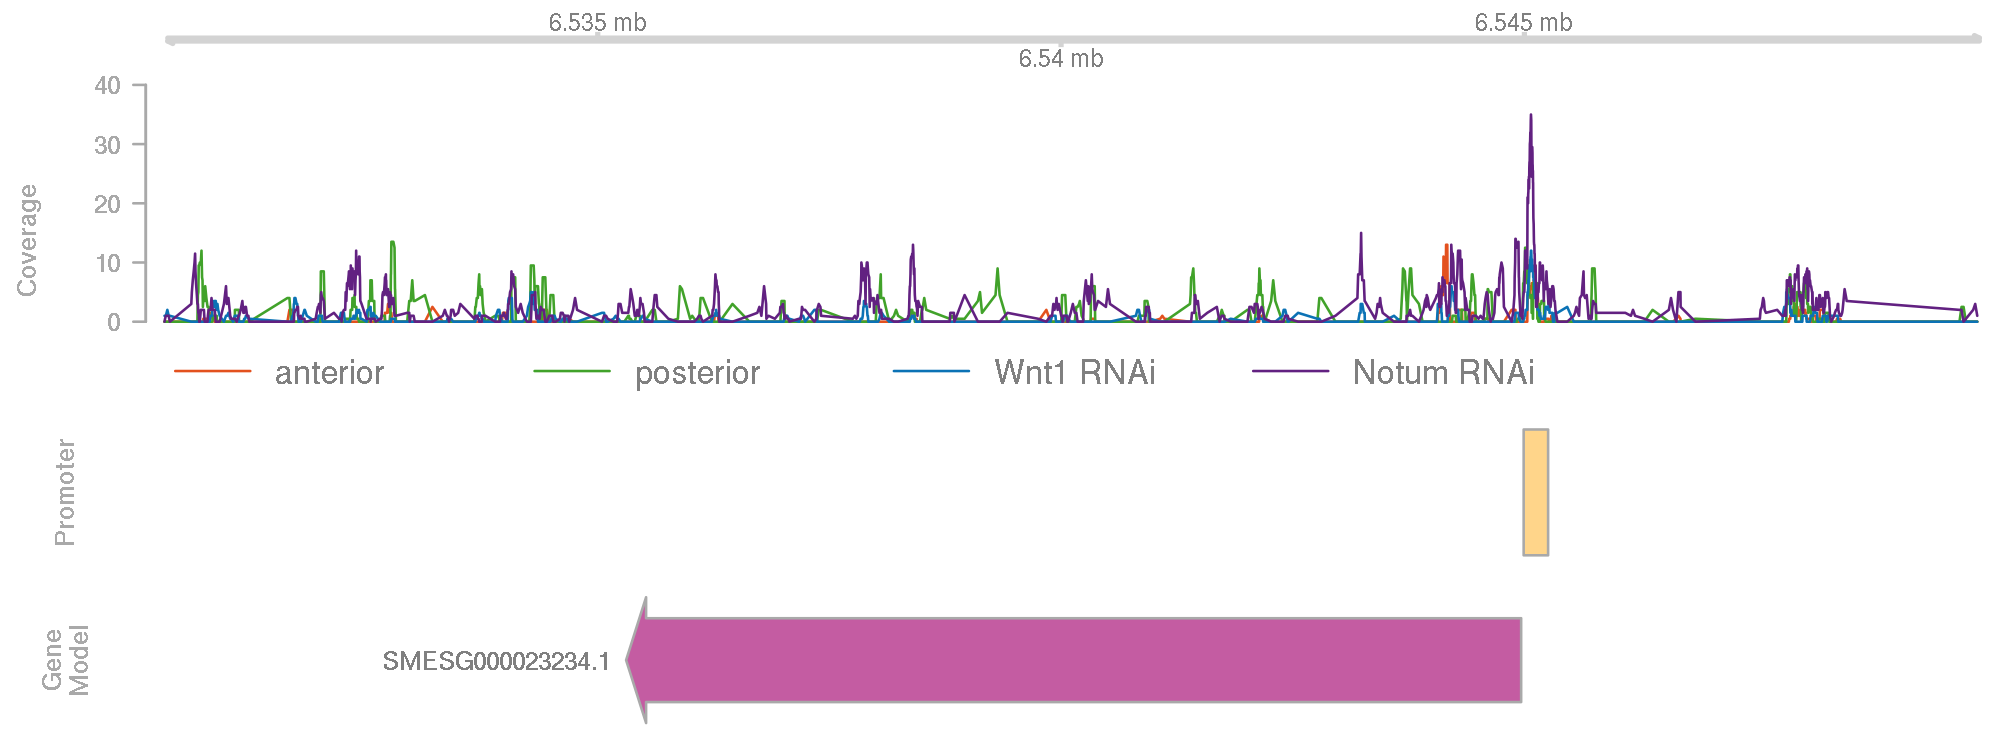 6.535 mb
6.545 mb
6.54 mb
Coverage
40
30
20
10
0
anterior
posterior
Wnt1 RNAi
Notum RNAi
Promoter
Gene
Model
SMESG000023234.1